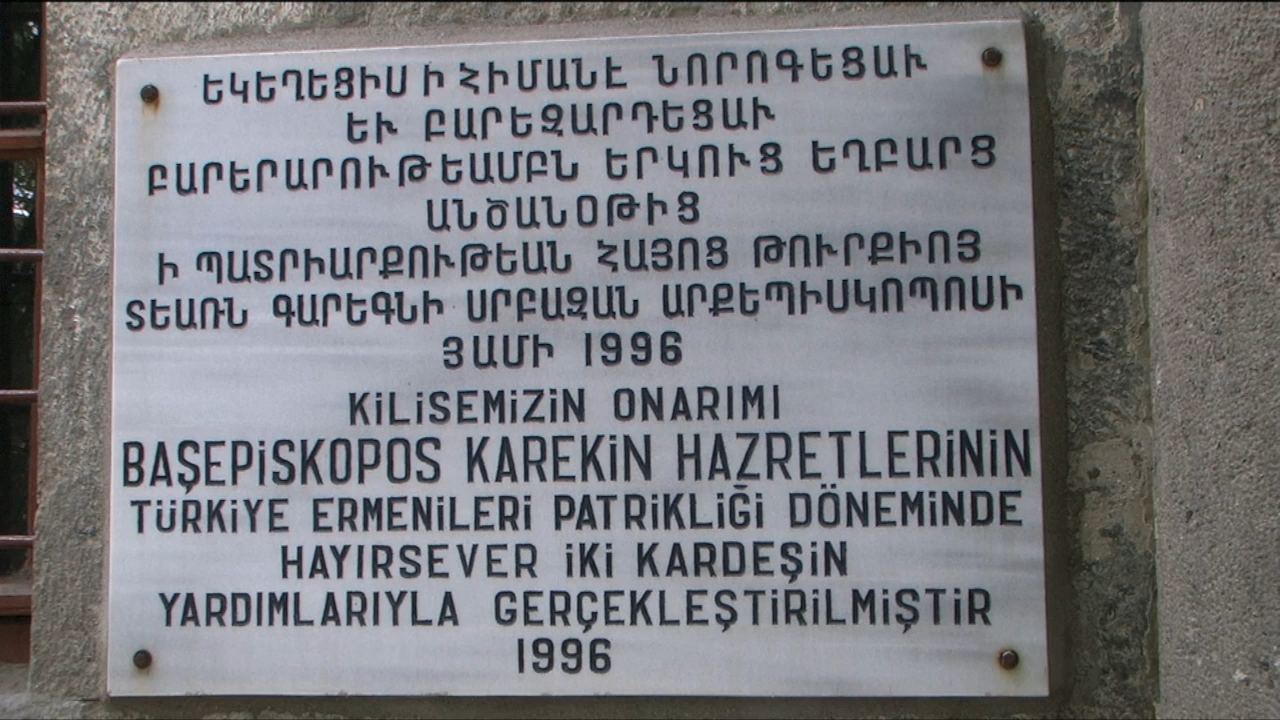 ԵԿԵՂԵՑԻՍ Ի ՀԻՄԱՆԷ ՆՈՐՈԳԵՑԱՒ
ԵՒ ԲԱՐԵԶԱՐԴԵՑԱՒ
ԲԱՐԵՐԱՐՈՒԹԵԱՄԲՆ ԵՐԿՈՒՑ ԵՂԲԱՐՑ
ԱՆԾԱՆՕԹԻՑ
Ի ՊԱՏՐԻԱՐՔՈՒԹԵԱՆ ՀԱՅՈՑ ԹՈՒՐՔԻՈՅ
ՏԵԱՌՆ ԳԱՐԵԳՆԻ ՍՐԲԱԶԱՆ ԱՐՔԵՊԻՍԿՈՊՈՍԻ
ՅԱՄԻ 1996
KİLİSEMİZİN ONARIMI
BAŞEPİSKOPOS KAREKİN HAZRETLERİNİN
TÜRKİYE ERMENİLERİ PATRİKLİĞİ DÖNEMİNDE
HAYIRSEVER İKİ KARDEŞİN
YARDIMLARIYLA GERÇEKLEŞTİRİLMİŞTİR
1996